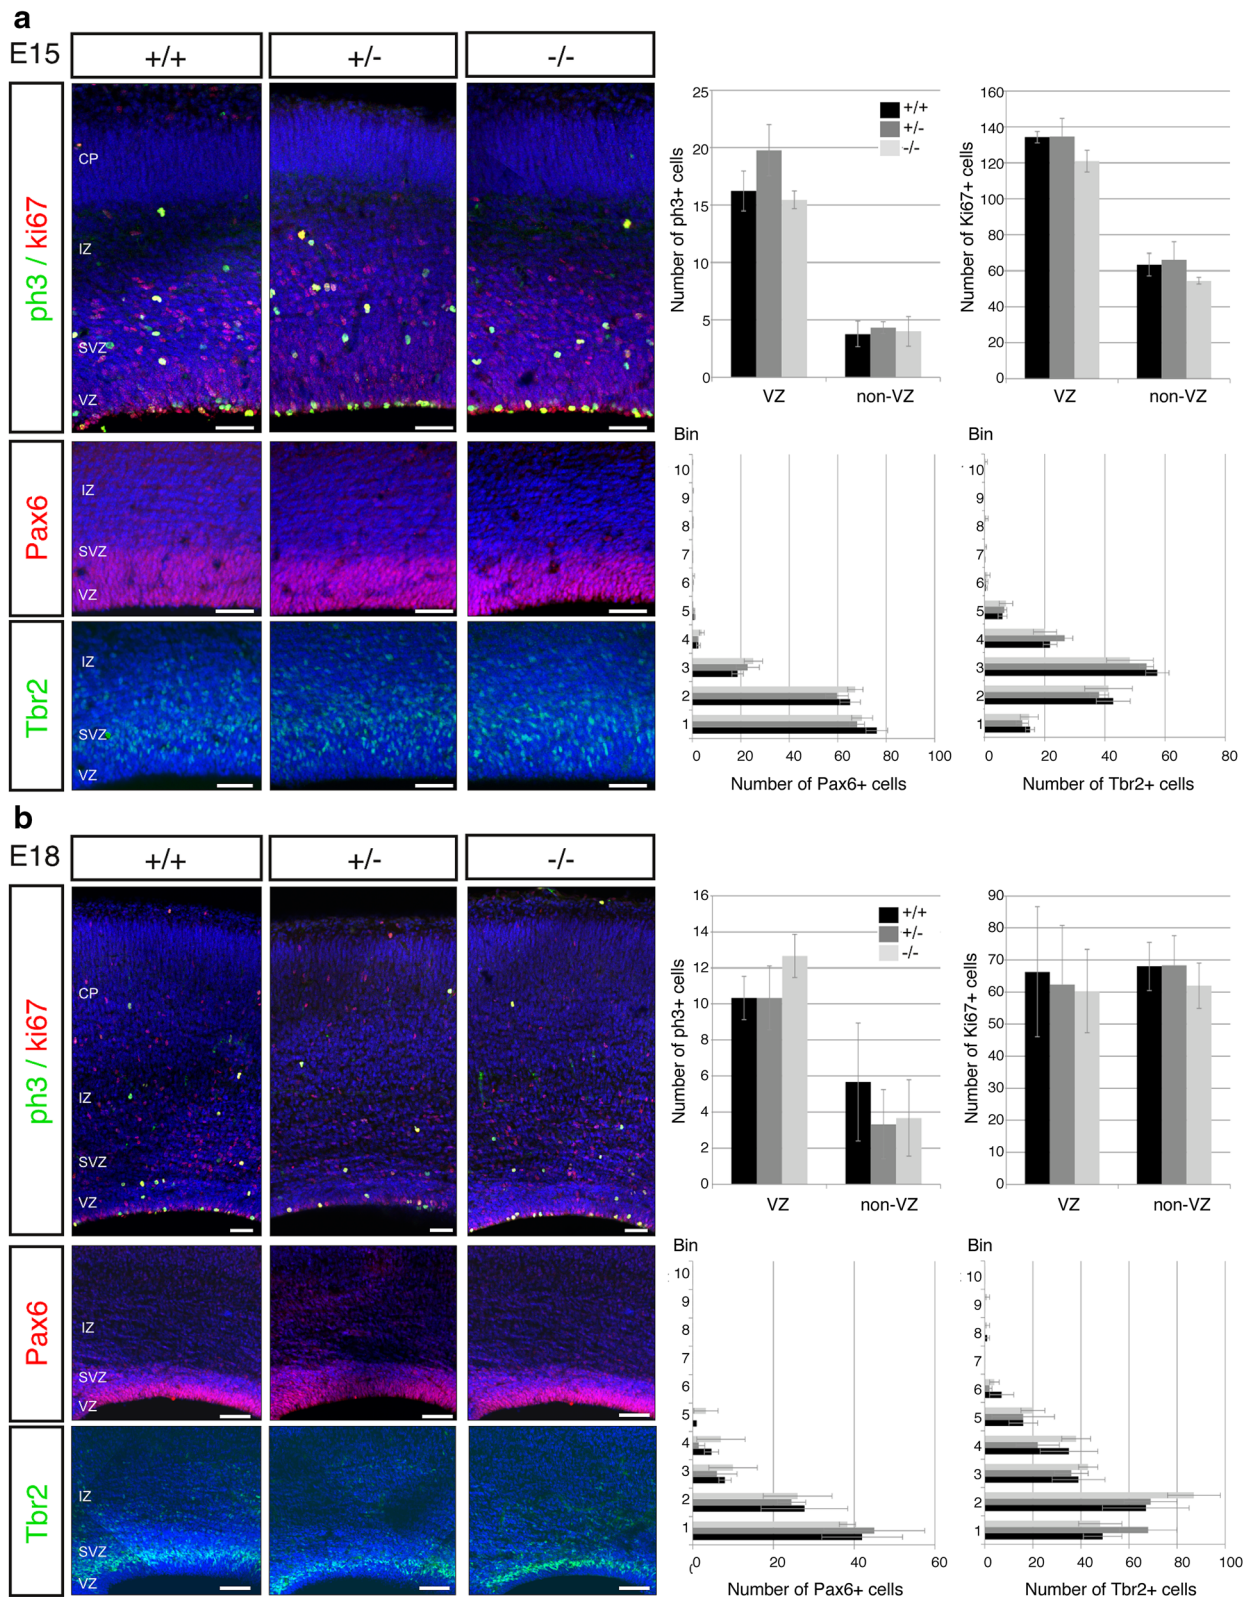 a
E15
+/+
+/-
-/-
ph3 / ki67
CP
IZ
SVZ
VZ
Pax6
IZ
SVZ
VZ
Tbr2
IZ
SVZ
VZ
Number of ph3+ cells
25
20
15
10
5
0
+/+
+/-
-/-
VZ
non-VZ
Number of Ki67+ cells
160
140
120
100
80
60
40
20
0
VZ
non-VZ
Bin
10
9
8
7
6
5
4
3
2
1
0
20
40
60
80
100
Number of Pax6+ cells
Bin
10
9
8
7
6
5
4
3
2
1
0
20
40
60
80
Number of Tbr2+ cells
b
E18
+/+
+/-
-/-
ph3 / ki67
CP
IZ
SVZ
VZ
Pax6
IZ
SVZ
VZ
Tbr2
IZ
SVZ
VZ
Number of ph3+ cells
16
14
12
10
8
6
4
2
0
+/+
+/-
-/-
VZ
non-VZ
Number of Ki67+ cells
90
80
70
60
50
40
30
20
10
0
VZ
non-VZ
Bin
10
9
8
7
6
5
4
3
2
1
0
20
40
60
Number of Pax6+ cells
Bin
10
9
8
7
6
5
4
3
2
1
0
20
40
60
80
100
Number of Tbr2+ cells